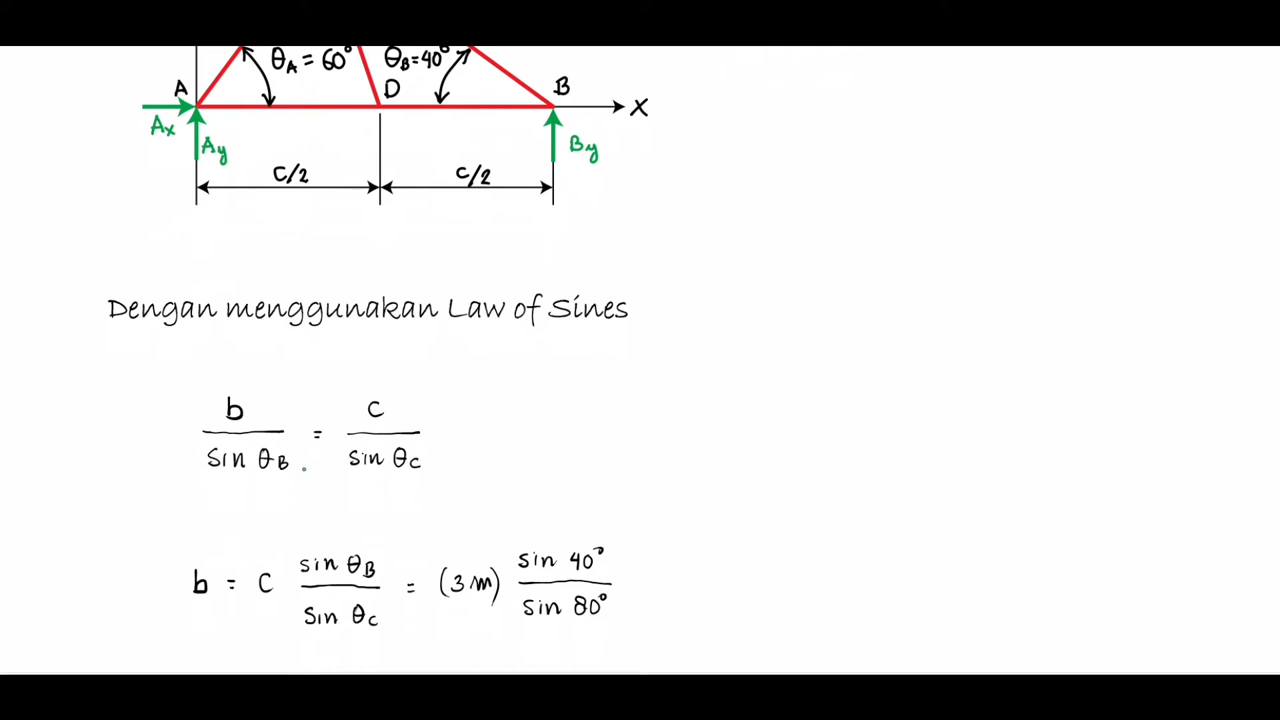 θA = 60° θB = 40°
A D B X
Ax Ay By
C/2 C/2
Dengan menggunakan Law of Sines
b / sin θB = c / sin θC
b = C sin θB / sin θC = (3 m) sin 40° / sin 80°